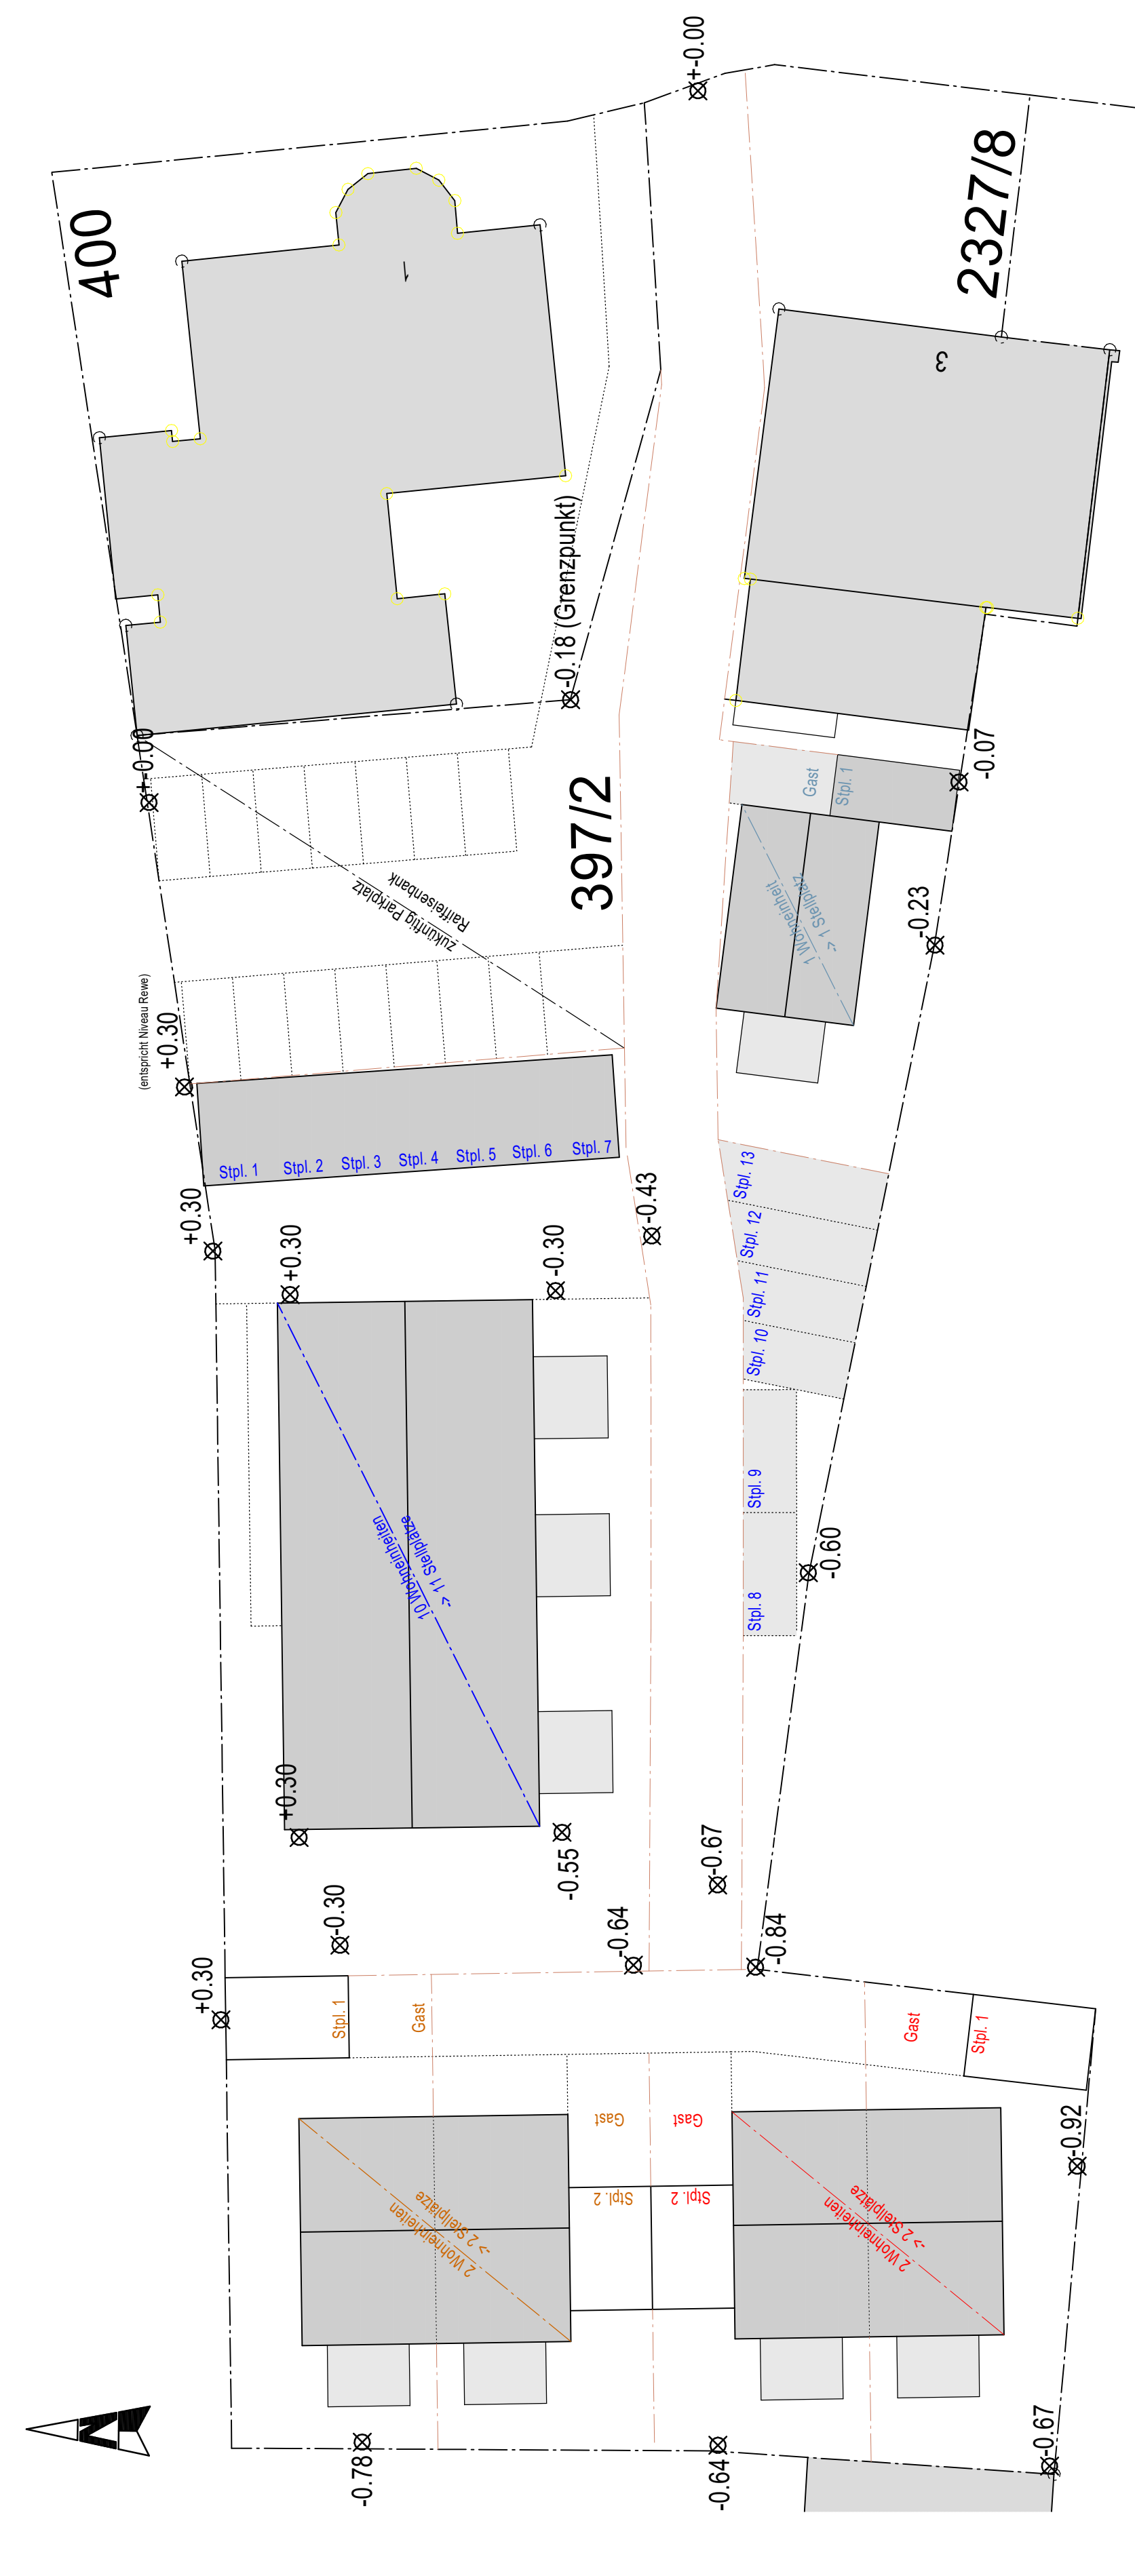 +-0.00
400
2327/8
1
3
-0.18 (Grenzpunkt)
+-0.00
397/2
-0.07
Gast
Stpl. 1
zukünftig Parkplatz
Raiffeisenbank
1 Wohneinheit
-> 1 Stellplatz
-0.23
(entspricht Niveau Rewe)
+0.30
Stpl. 1
Stpl. 2
Stpl. 3
Stpl. 4
Stpl. 5
Stpl. 6
Stpl. 7
+0.30
+0.30
-0.30
-0.43
Stpl. 13
Stpl. 12
Stpl. 11
Stpl. 10
Stpl. 9
Stpl. 8
-0.60
10 Wohneinheiten
-> 11 Stellplätze
+0.30
-0.55
-0.67
-0.30
-0.64
-0.84
+0.30
Stpl. 1
Gast
Gast
Stpl. 1
Gast
Gast
Stpl. 2
Stpl. 2
-0.92
2 Wohneinheiten
-> 2 Stellplätze
2 Wohneinheiten
-> 2 Stellplätze
N
-0.78
-0.64
-0.67